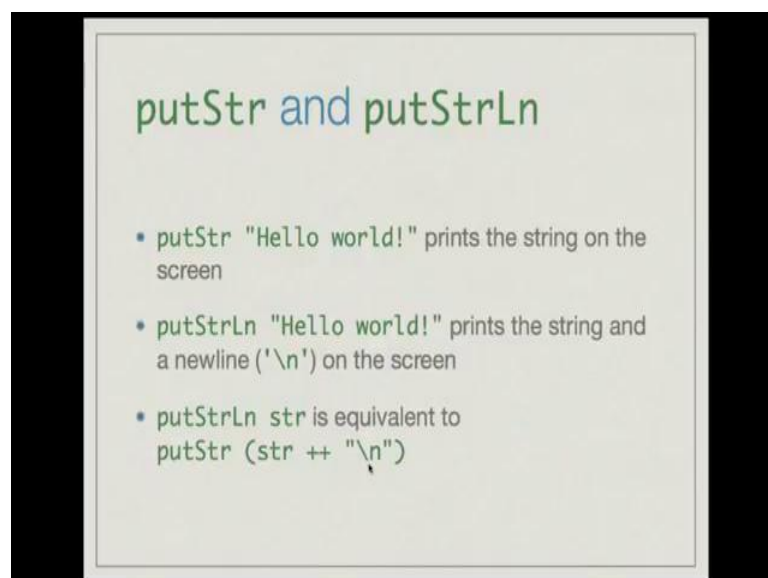 putStr and putStrLn
• putStr "Hello world!" prints the string on the
screen
• putStrLn "Hello world!" prints the string and
a newline ('\n') on the screen
• putStrLn str is equivalent to
putStr (str ++ "\n")